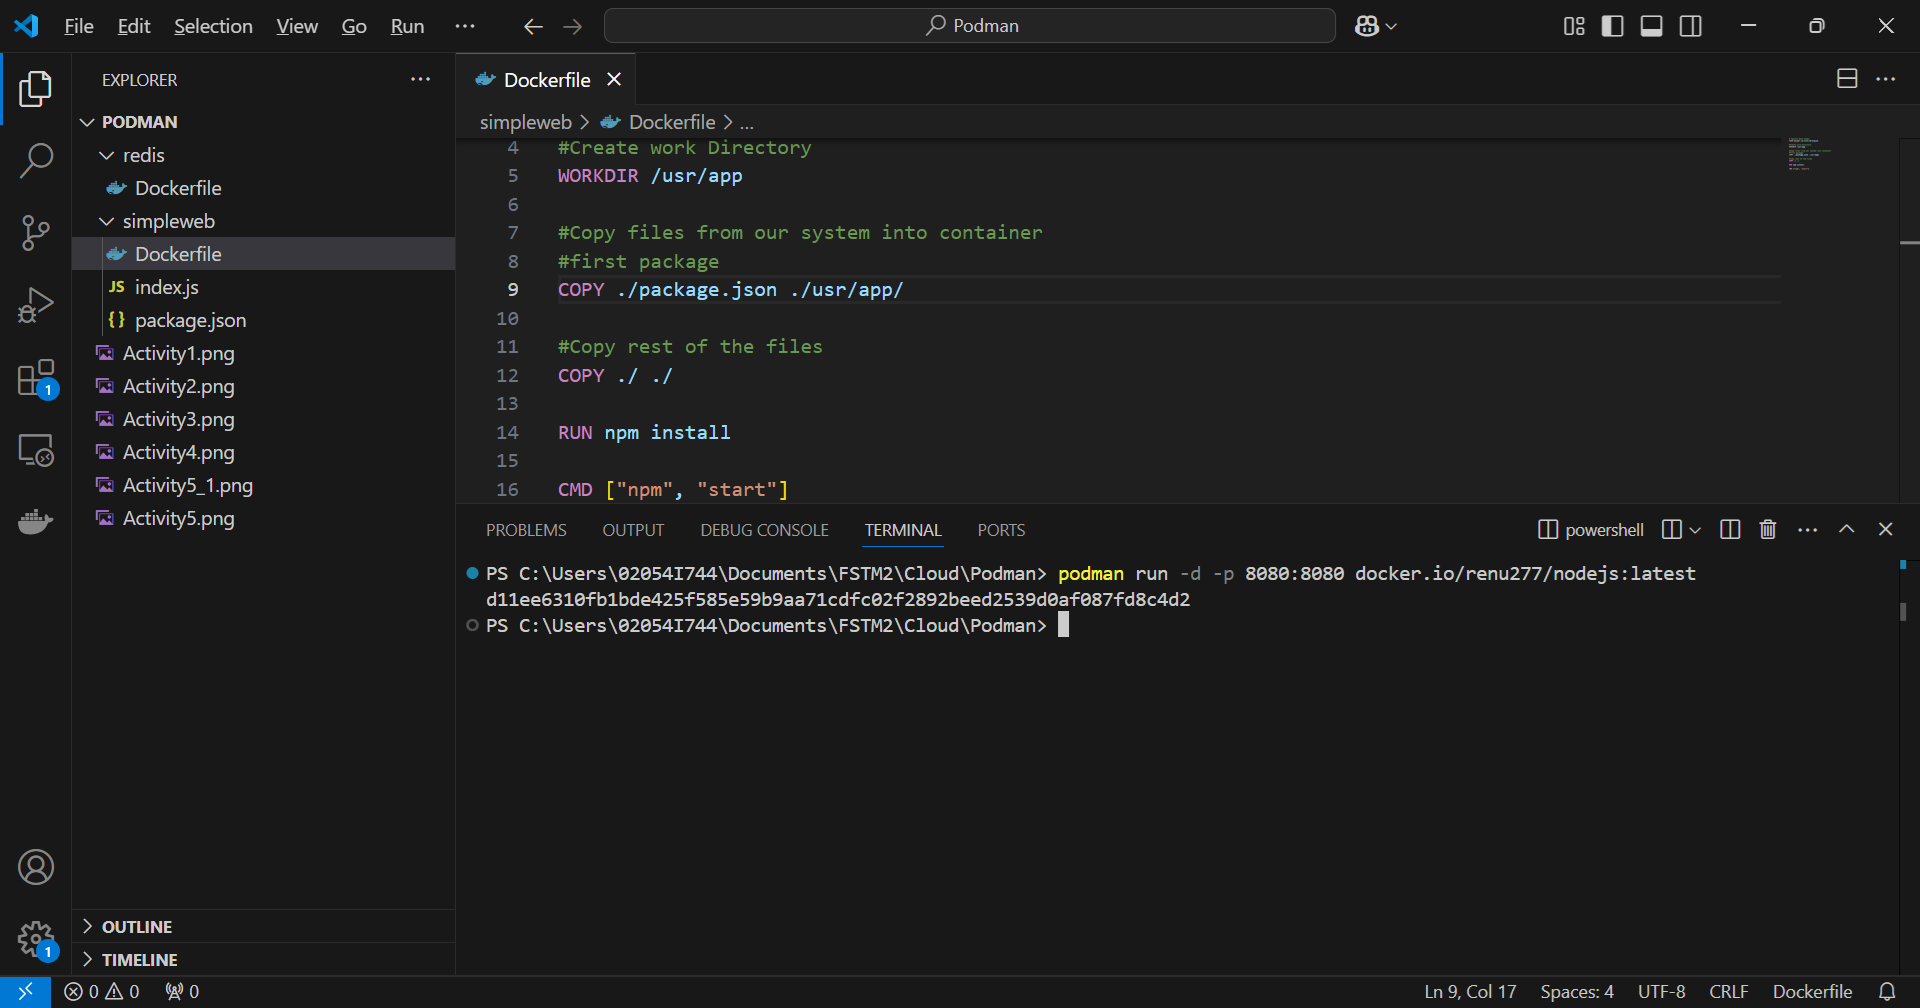 File Edit Selection View Go Run ··· Podman
EXPLORER ···
PODMAN
redis
Dockerfile
simpleweb
Dockerfile
JS index.js
{} package.json
Activity1.png
Activity2.png
Activity3.png
Activity4.png
Activity5_1.png
Activity5.png
OUTLINE
TIMELINE
1
1
Dockerfile
simpleweb > Dockerfile > ...
4 #Create work Directory
5 WORKDIR /usr/app
6
7 #Copy files from our system into container
8 #first package
9 COPY ./package.json ./usr/app/
10
11 #Copy rest of the files
12 COPY ./ ./
13
14 RUN npm install
15
16 CMD ["npm", "start"]
PROBLEMS OUTPUT DEBUG CONSOLE TERMINAL PORTS powershell
PS C:\Users\02054I744\Documents\FSTM2\Cloud\Podman> podman run -d -p 8080:8080 docker.io/renu277/nodejs:latest
d11ee6310fb1bde425f585e59b9aa71cdfc02f2892beed2539d0af087fd8c4d2
PS C:\Users\02054I744\Documents\FSTM2\Cloud\Podman>
0 0 0 Ln 9, Col 17 Spaces: 4 UTF-8 CRLF Dockerfile